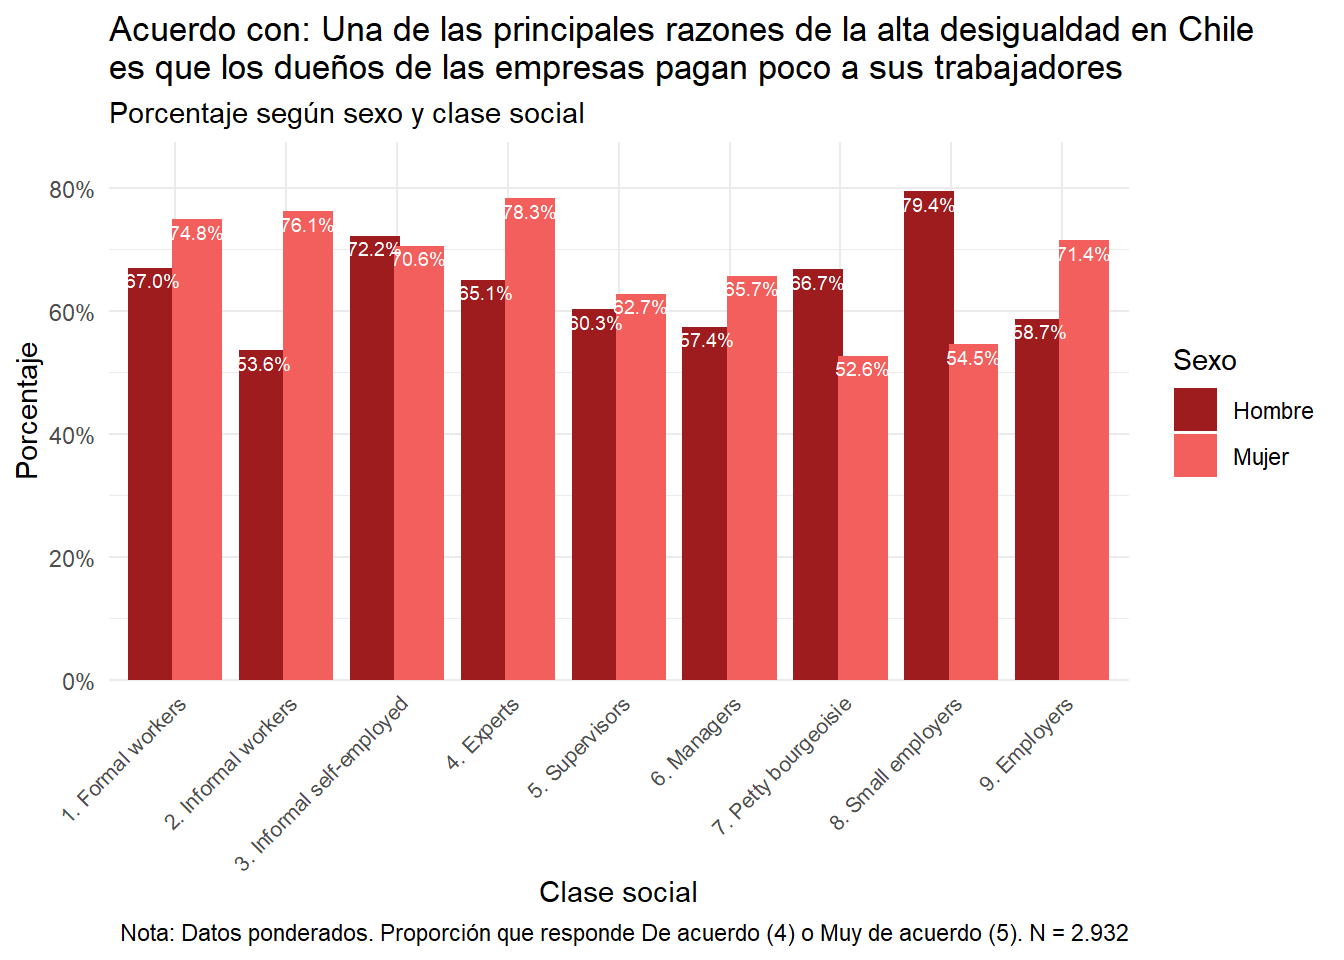 Acuerdo con: Una de las principales razones de la alta desigualdad en Chile
es que los dueños de las empresas pagan poco a sus trabajadores
Porcentaje según sexo y clase social
Porcentaje
80%
60%
40%
20%
0%
67.0%
74.8%
53.6%
76.1%
72.2%
70.6%
65.1%
78.3%
60.3%
62.7%
57.4%
65.7%
66.7%
52.6%
79.4%
54.5%
58.7%
71.4%
Sexo
Hombre
Mujer
1. Formal workers
2. Informal workers
3. Informal self-employed
4. Experts
5. Supervisors
6. Managers
7. Petty bourgeoisie
8. Small employers
9. Employers
Clase social
Nota: Datos ponderados. Proporción que responde De acuerdo (4) o Muy de acuerdo (5). N = 2.932